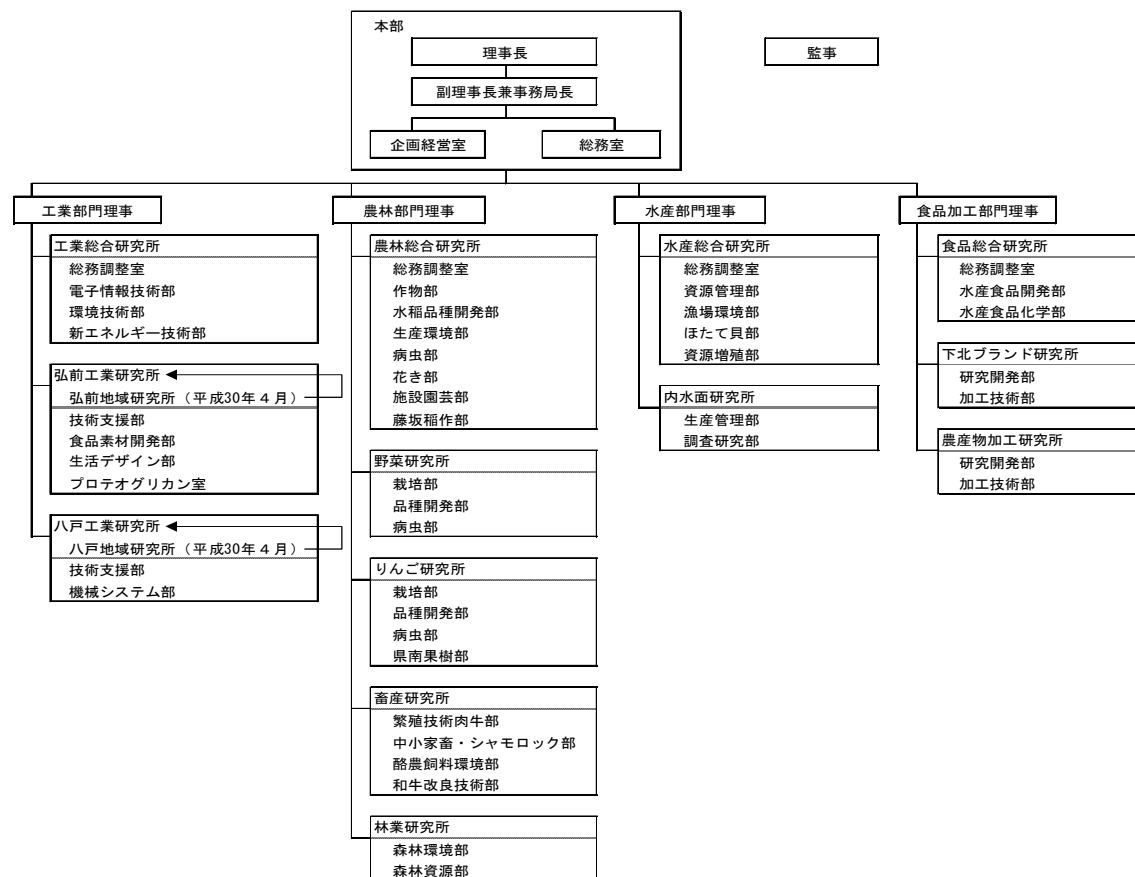 本部
理事長
監事
副理事長兼事務局長
企画経営室
総務室
工業部門理事
工業総合研究所
総務調整室
電子情報技術部
環境技術部
新エネルギー技術部
弘前工業研究所
弘前地域研究所（平成30年４月）
技術支援部
食品素材開発部
生活デザイン部
プロテオグリカン室
八戸工業研究所
八戸地域研究所（平成30年４月）
技術支援部
機械システム部
農林部門理事
農林総合研究所
総務調整室
作物部
水稲品種開発部
生産環境部
病虫部
花き部
施設園芸部
藤坂稲作部
野菜研究所
栽培部
品種開発部
病虫部
りんご研究所
栽培部
品種開発部
病虫部
県南果樹部
畜産研究所
繁殖技術肉牛部
中小家畜・シャモロック部
酪農飼料環境部
和牛改良技術部
林業研究所
森林環境部
森林資源部
水産部門理事
水産総合研究所
総務調整室
資源管理部
漁場環境部
ほたて貝部
資源増殖部
内水面研究所
生産管理部
調査研究部
食品加工部門理事
食品総合研究所
総務調整室
水産食品開発部
水産食品化学部
下北ブランド研究所
研究開発部
加工技術部
農産物加工研究所
研究開発部
加工技術部